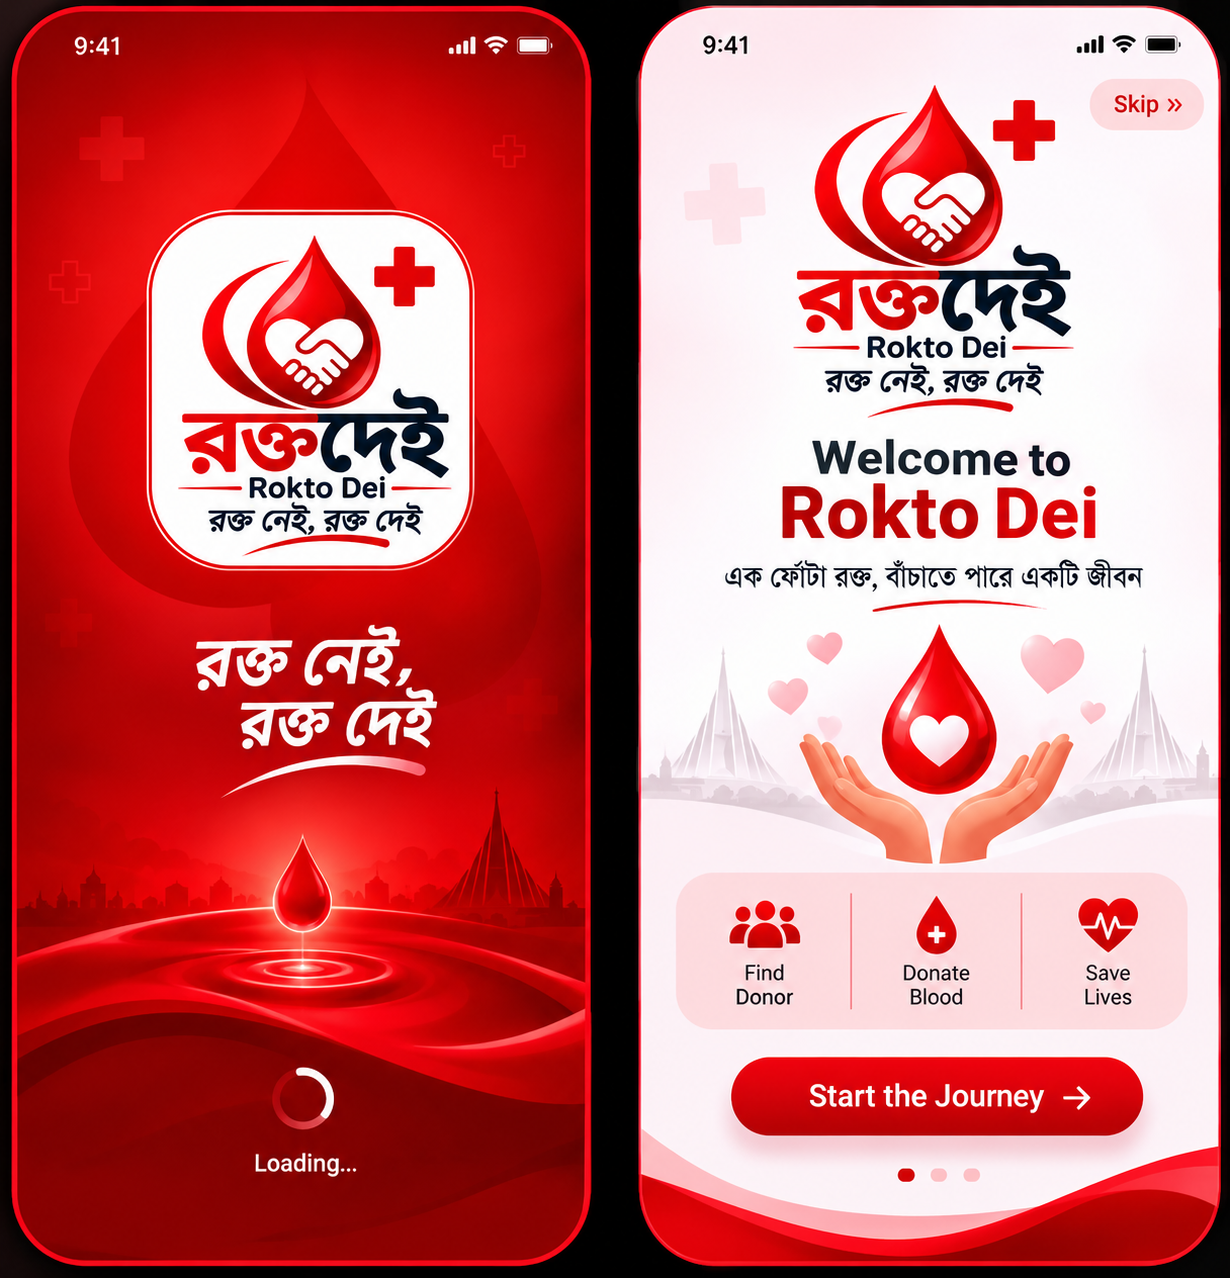 9:41
রক্তদেই
Rokto Dei
রক্ত নেই, রক্ত দেই
রক্ত নেই,
রক্ত দেই
Loading...
9:41
Skip »
রক্তদেই
Rokto Dei
রক্ত নেই, রক্ত দেই
Welcome to
Rokto Dei
এক ফোঁটা রক্ত, বাঁচাতে পারে একটি জীবন
Find
Donor
Donate
Blood
Save
Lives
Start the Journey →